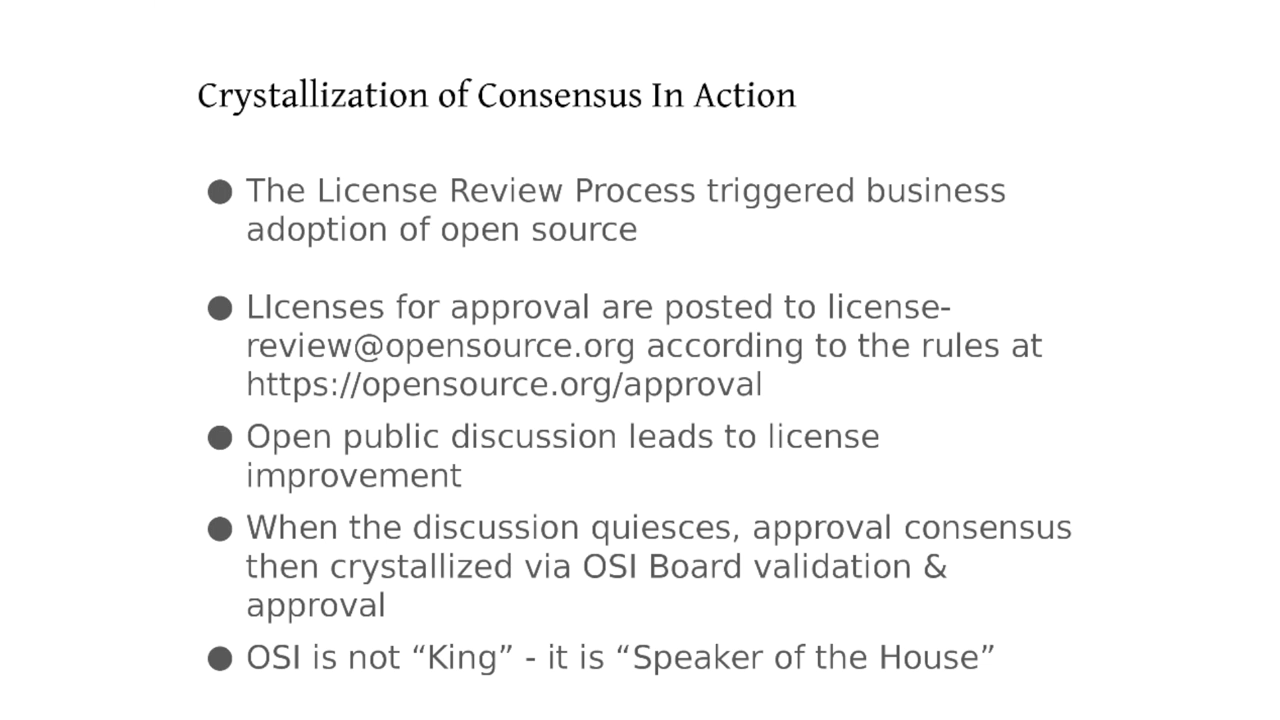 Crystallization of Consensus In Action
● The License Review Process triggered business
adoption of open source
● LIcenses for approval are posted to license-
review@opensource.org according to the rules at
https://opensource.org/approval
● Open public discussion leads to license
improvement
● When the discussion quiesces, approval consensus
then crystallized via OSI Board validation &
approval
● OSI is not “King” - it is “Speaker of the House”